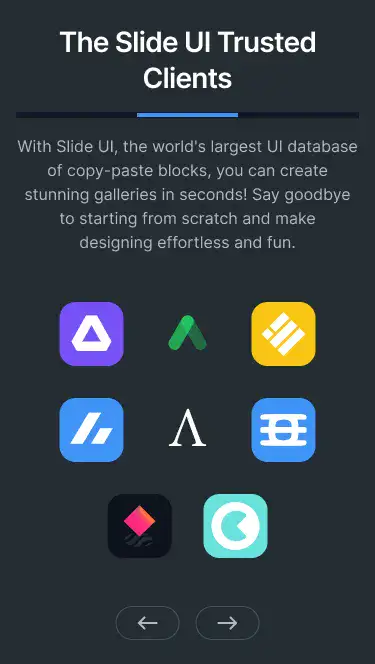 The Slide UI Trusted
Clients
With Slide UI, the world's largest UI database
of copy-paste blocks, you can create
stunning galleries in seconds! Say goodbye
to starting from scratch and make
designing effortless and fun.